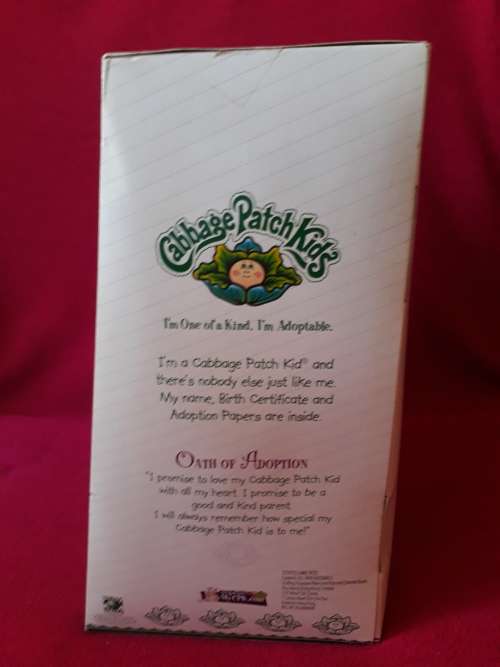 Cabbage Patch Kids
I'm One of a Kind, I'm Adoptable.
I'm a Cabbage Patch Kid® and
there's nobody else just like me.
My name, Birth Certificate and
Adoption Papers are inside.
OATH OF ADOPTION
"I promise to love my Cabbage Patch Kid
with all my heart. I promise to be a
good and kind parent.
I will always remember how special my
Cabbage Patch Kid is to me!"